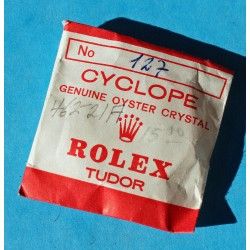 No 127
CYCLOPE
GENUINE OYSTER CRYSTAL
ROLEX
TUDOR